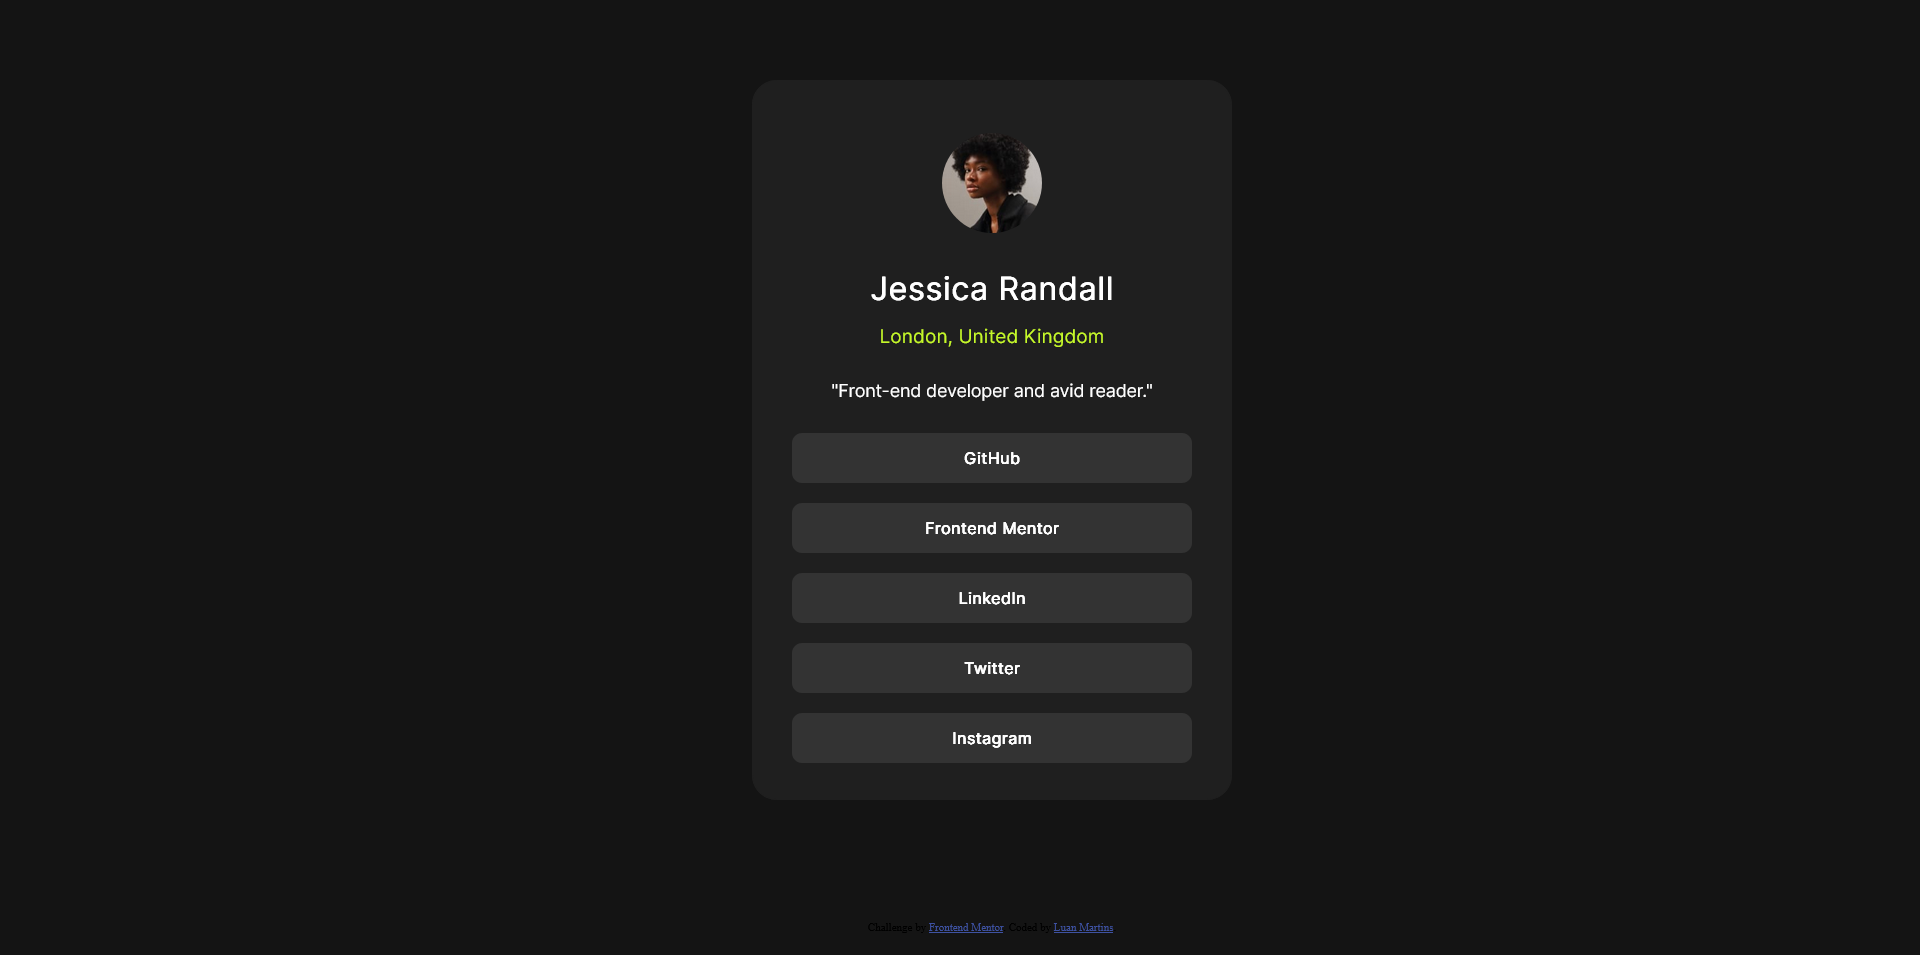 Jessica Randall
London, United Kingdom
"Front-end developer and avid reader."
GitHub
Frontend Mentor
LinkedIn
Twitter
Instagram
Challenge by Frontend Mentor. Coded by Luan Martins.